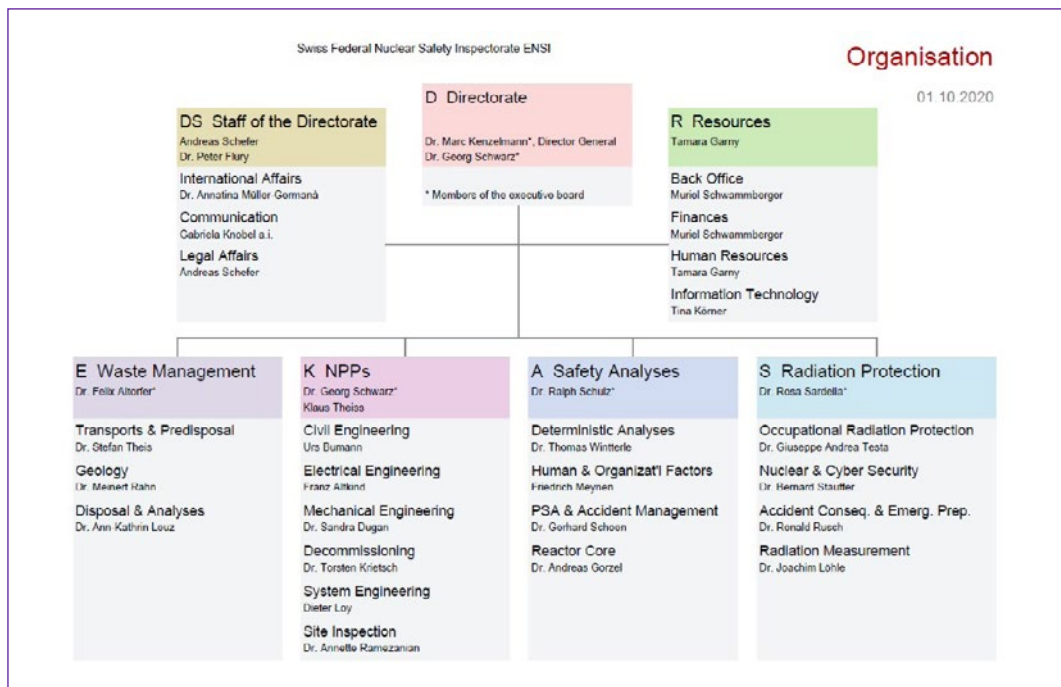 Swiss Federal Nuclear Safety Inspectorate ENSI
Organisation
01.10.2020
D Directorate
Dr. Marc Kenzelmann*, Director General
Dr. Georg Schwarz*
* Members of the executive board
DS Staff of the Directorate
Andreas Schefer
Dr. Peter Flury
International Affairs
Dr. Annatina Müller-Germanà
Communication
Gabriela Knobel a.i.
Legal Affairs
Andreas Schefer
R Resources
Tamara Garny
Back Office
Muriel Schwammberger
Finances
Muriel Schwammberger
Human Resources
Tamara Garny
Information Technology
Tina Körner
E Waste Management
Dr. Felix Altorfer*
Transports & Predisposal
Dr. Stefan Theis
Geology
Dr. Meinert Rahn
Disposal & Analyses
Dr. Ann-Kathrin Leuz
K NPPs
Dr. Georg Schwarz*
Klaus Theiss
Civil Engineering
Urs Bumann
Electrical Engineering
Franz Altkind
Mechanical Engineering
Dr. Sandra Dugan
Decommissioning
Dr. Torsten Krietsch
System Engineering
Dieter Loy
Site Inspection
Dr. Annette Ramezanian
A Safety Analyses
Dr. Ralph Schulz*
Deterministic Analyses
Dr. Thomas Wintterle
Human & Organizat'l Factors
Friedrich Meynen
PSA & Accident Management
Dr. Gerhard Schoen
Reactor Core
Dr. Andreas Gorzel
S Radiation Protection
Dr. Rosa Sardella*
Occupational Radiation Protection
Dr. Giuseppe Andrea Testa
Nuclear & Cyber Security
Dr. Bernard Stauffer
Accident Conseq. & Emerg. Prep.
Dr. Ronald Rusch
Radiation Measurement
Dr. Joachim Löhle